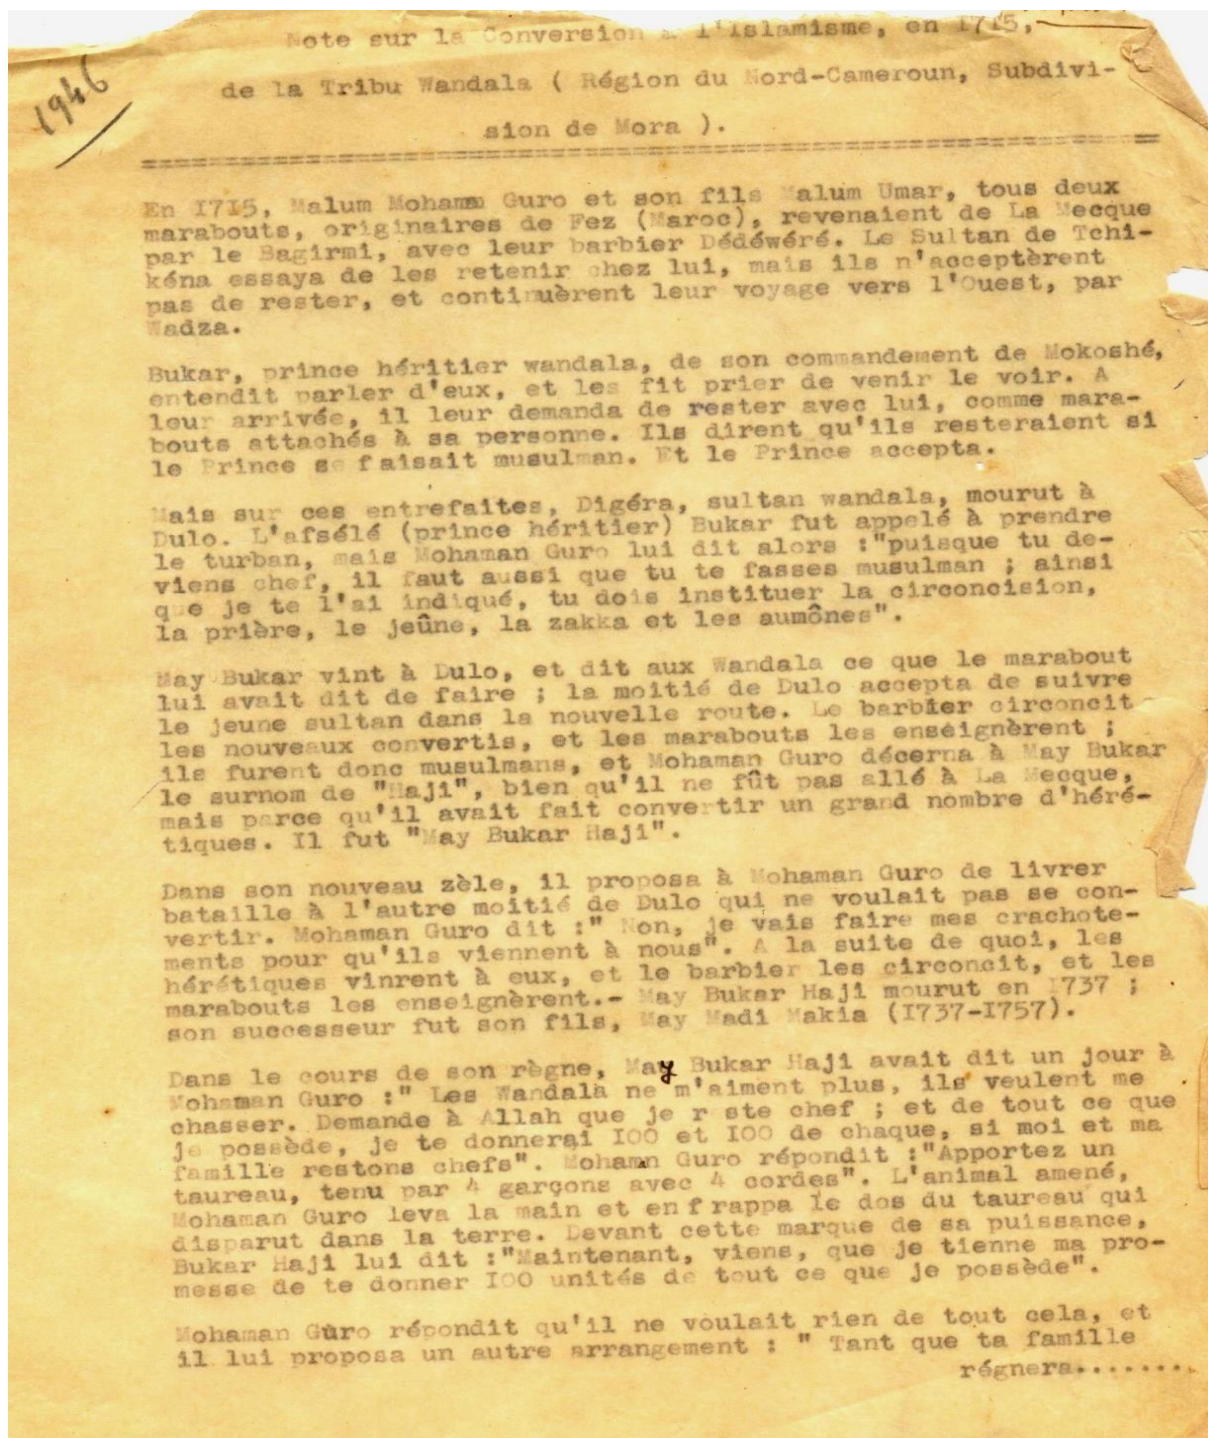 Note sur la Conversion à l'Islamisme, en I7I5,
de la Tribu Wandala ( Région du Nord-Cameroun, Subdivi-
sion de Mora ).
1946
En I7I5, Malum Mohamm Guro et son fils Malum Umar, tous deux
marabouts, originaires de Fez (Maroc), revenaient de La Mecque
par le Bagirmi, avec leur barbier Dédéwéré. Le Sultan de Tchi-
kéna essaya de les retenir chez lui, mais ils n'acceptèrent
pas de rester, et continuèrent leur voyage vers l'Ouest, par
Wadza.
Bukar, prince héritier wandala, de son commandement de Mokoshé,
entendit parler d'eux, et les fit prier de venir le voir. A
leur arrivée, il leur demanda de rester avec lui, comme mara-
bouts attachés à sa personne. Ils dirent qu'ils resteraient si
le Prince se faisait musulman. Et le Prince accepta.
Mais sur ces entrefaites, Digéra, sultan wandala, mourut à
Dulo. L'afsélé (prince héritier) Bukar fut appelé à prendre
le turban, mais Mohaman Guro lui dit alors :"puisque tu de-
viens chef, il faut aussi que tu te fasses musulman ; ainsi
que je te l'ai indiqué, tu dois instituer la circoncision,
la prière, le jeûne, la zakka et les aumônes".
May Bukar vint à Dulo, et dit aux Wandala ce que le marabout
lui avait dit de faire ; la moitié de Dulo accepta de suivre
le jeune sultan dans la nouvelle route. Le barbier circoncit
les nouveaux convertis, et les marabouts les enseignèrent ;
ils furent donc musulmans, et Mohaman Guro décerna à May Bukar
le surnom de "Haji", bien qu'il ne fût pas allé à La Mecque,
mais parce qu'il avait fait convertir un grand nombre d'héré-
tiques. Il fut "May Bukar Haji".
Dans son nouveau zèle, il proposa à Mohaman Guro de livrer
bataille à l'autre moitié de Dulo qui ne voulait pas se con-
vertir. Mohaman Guro dit :" Non, je vais faire mes crachote-
ments pour qu'ils viennent à nous". A la suite de quoi, les
hérétiques vinrent à eux, et le barbier les circoncit, et les
marabouts les enseignèrent.- May Bukar Haji mourut en I737 ;
son successeur fut son fils, May Madi Makia (I737-I757).
Dans le cours de son règne, May Bukar Haji avait dit un jour à
Mohaman Guro :" Les Wandala ne m'aiment plus, ils veulent me
chasser. Demande à Allah que je r ste chef ; et de tout ce que
je possède, je te donnerai I00 et I00 de chaque, si moi et ma
famille restons chefs". Mohamn Guro répondit :"Apportez un
taureau, tenu par 4 garçons avec 4 cordes". L'animal amené,
Mohaman Guro leva la main et en frappa le dos du taureau qui
disparut dans la terre. Devant cette marque de sa puissance,
Bukar Haji lui dit :"Maintenant, viens, que je tienne ma pro-
messe de te donner I00 unités de tout ce que je possède".
Mohaman Guro répondit qu'il ne voulait rien de tout cela, et
il lui proposa un autre arrangement : " Tant que ta famille
régnera........